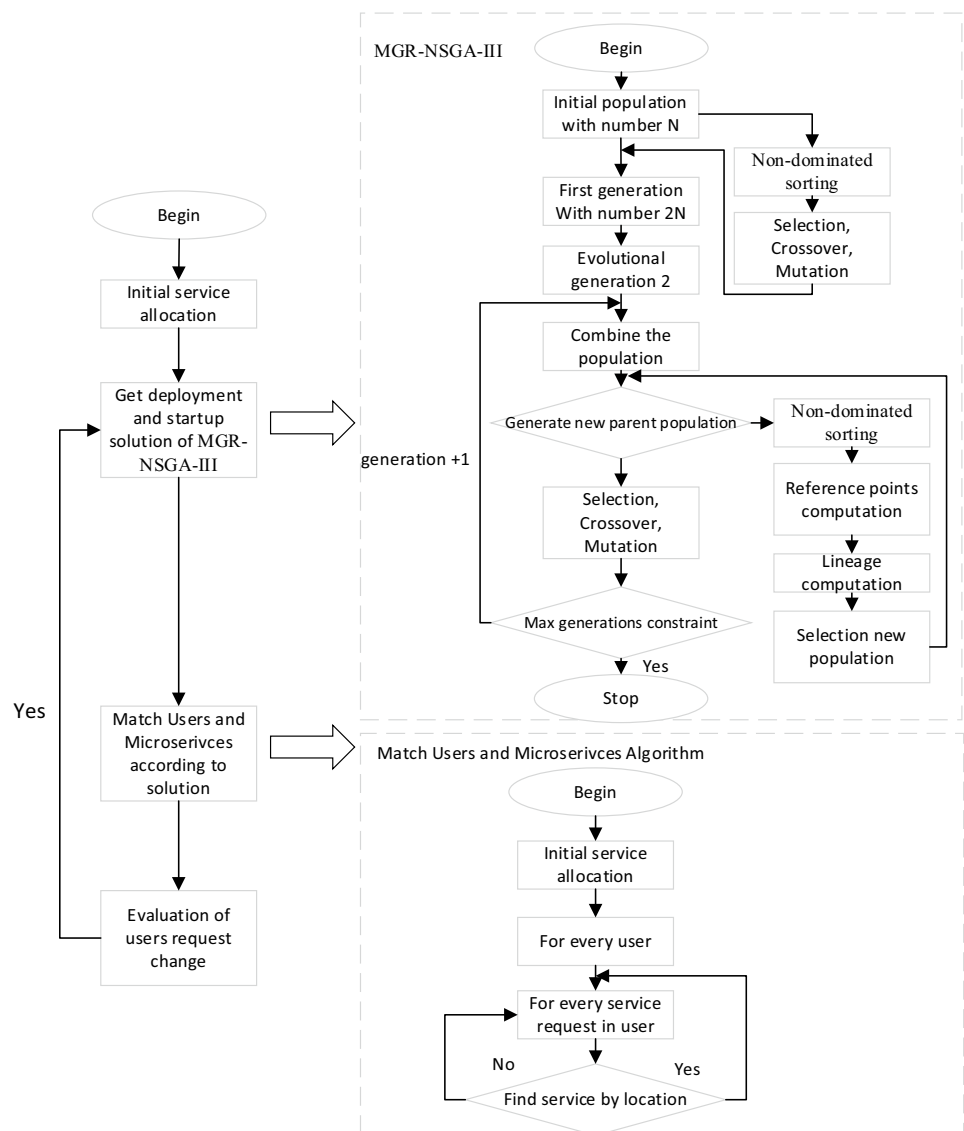 Begin
Initial service
allocation
Get deployment
and startup
solution of MGR-
NSGA-III
Match Users and
Microserivces
according to
solution
Evaluation of
users request
change
Yes
MGR-NSGA-III
Begin
Initial population
with number N
Non-dominated
sorting
Selection,
Crossover,
Mutation
First generation
With number 2N
Evolutional
generation 2
Combine the
population
Generate new parent population
Non-dominated
sorting
Reference points
computation
Lineage
computation
Selection new
population
Selection,
Crossover,
Mutation
generation +1
Max generations constraint
Yes
Stop
Match Users and Microserivces Algorithm
Begin
Initial service
allocation
For every user
For every service
request in user
No
Yes
Find service by location